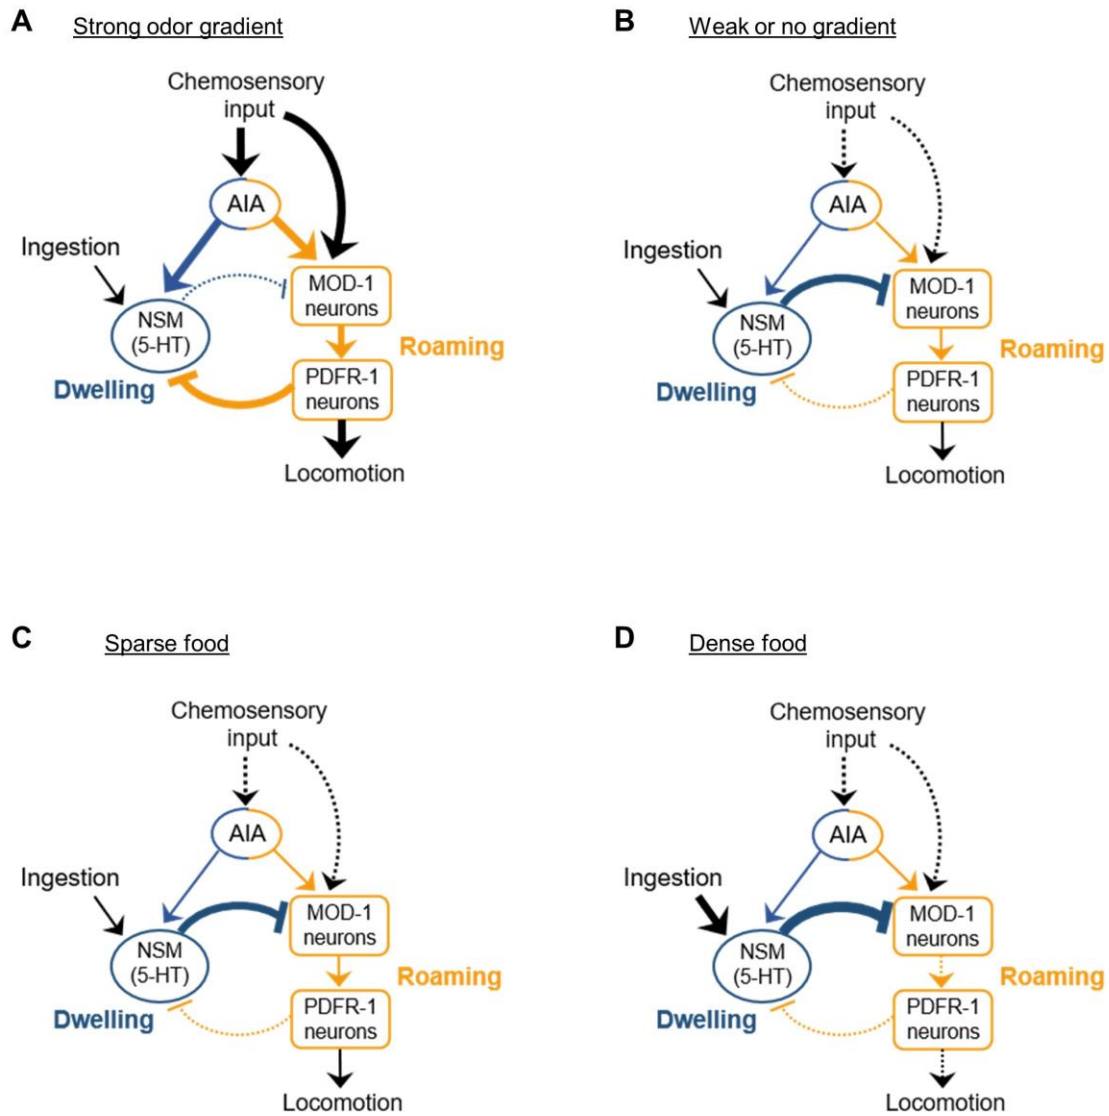 A Strong odor gradient
Chemosensory
input
AIA
Ingestion
MOD-1
neurons
NSM
(5-HT)
Roaming
Dwelling
PDFR-1
neurons
Locomotion
B Weak or no gradient
Chemosensory
input
AIA
Ingestion
MOD-1
neurons
NSM
(5-HT)
Roaming
Dwelling
PDFR-1
neurons
Locomotion
C Sparse food
Chemosensory
input
AIA
Ingestion
MOD-1
neurons
NSM
(5-HT)
Roaming
Dwelling
PDFR-1
neurons
Locomotion
D Dense food
Chemosensory
input
AIA
Ingestion
MOD-1
neurons
NSM
(5-HT)
Roaming
Dwelling
PDFR-1
neurons
Locomotion